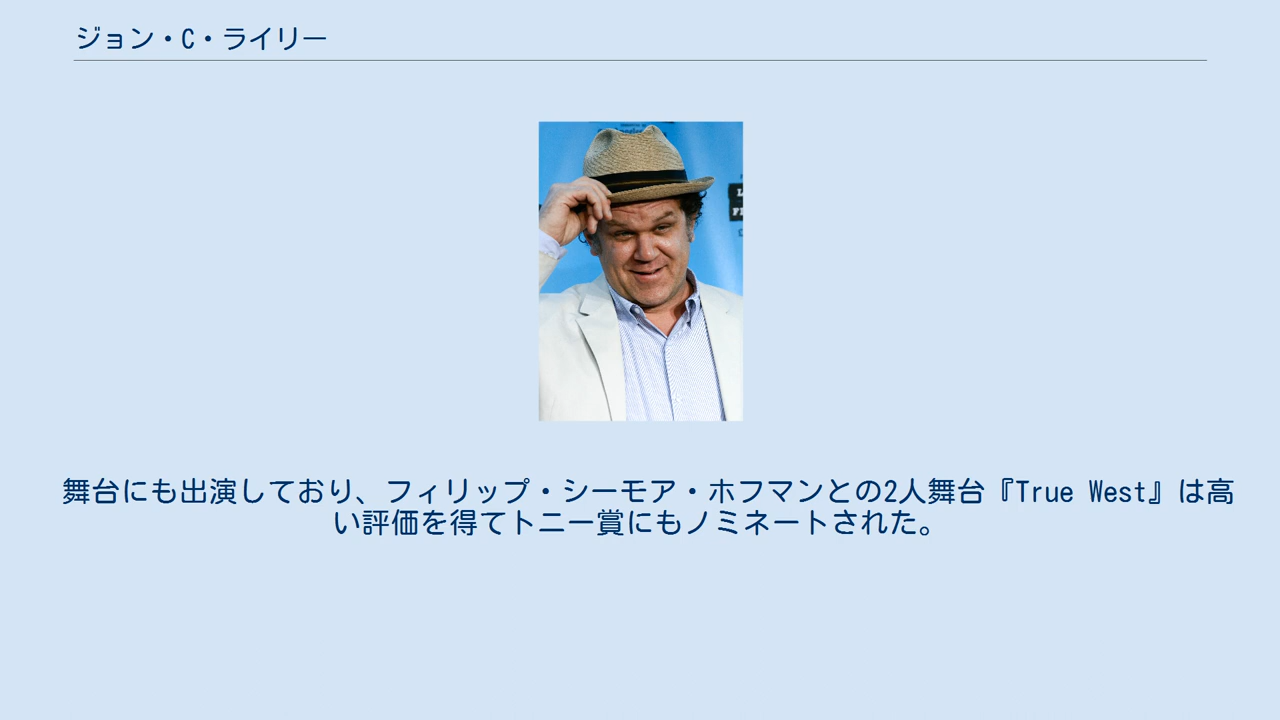 ジョン・C・ライリー
舞台にも出演しており、フィリップ・シーモア・ホフマンとの2人舞台『True West』は高
い評価を得てトニー賞にもノミネートされた。